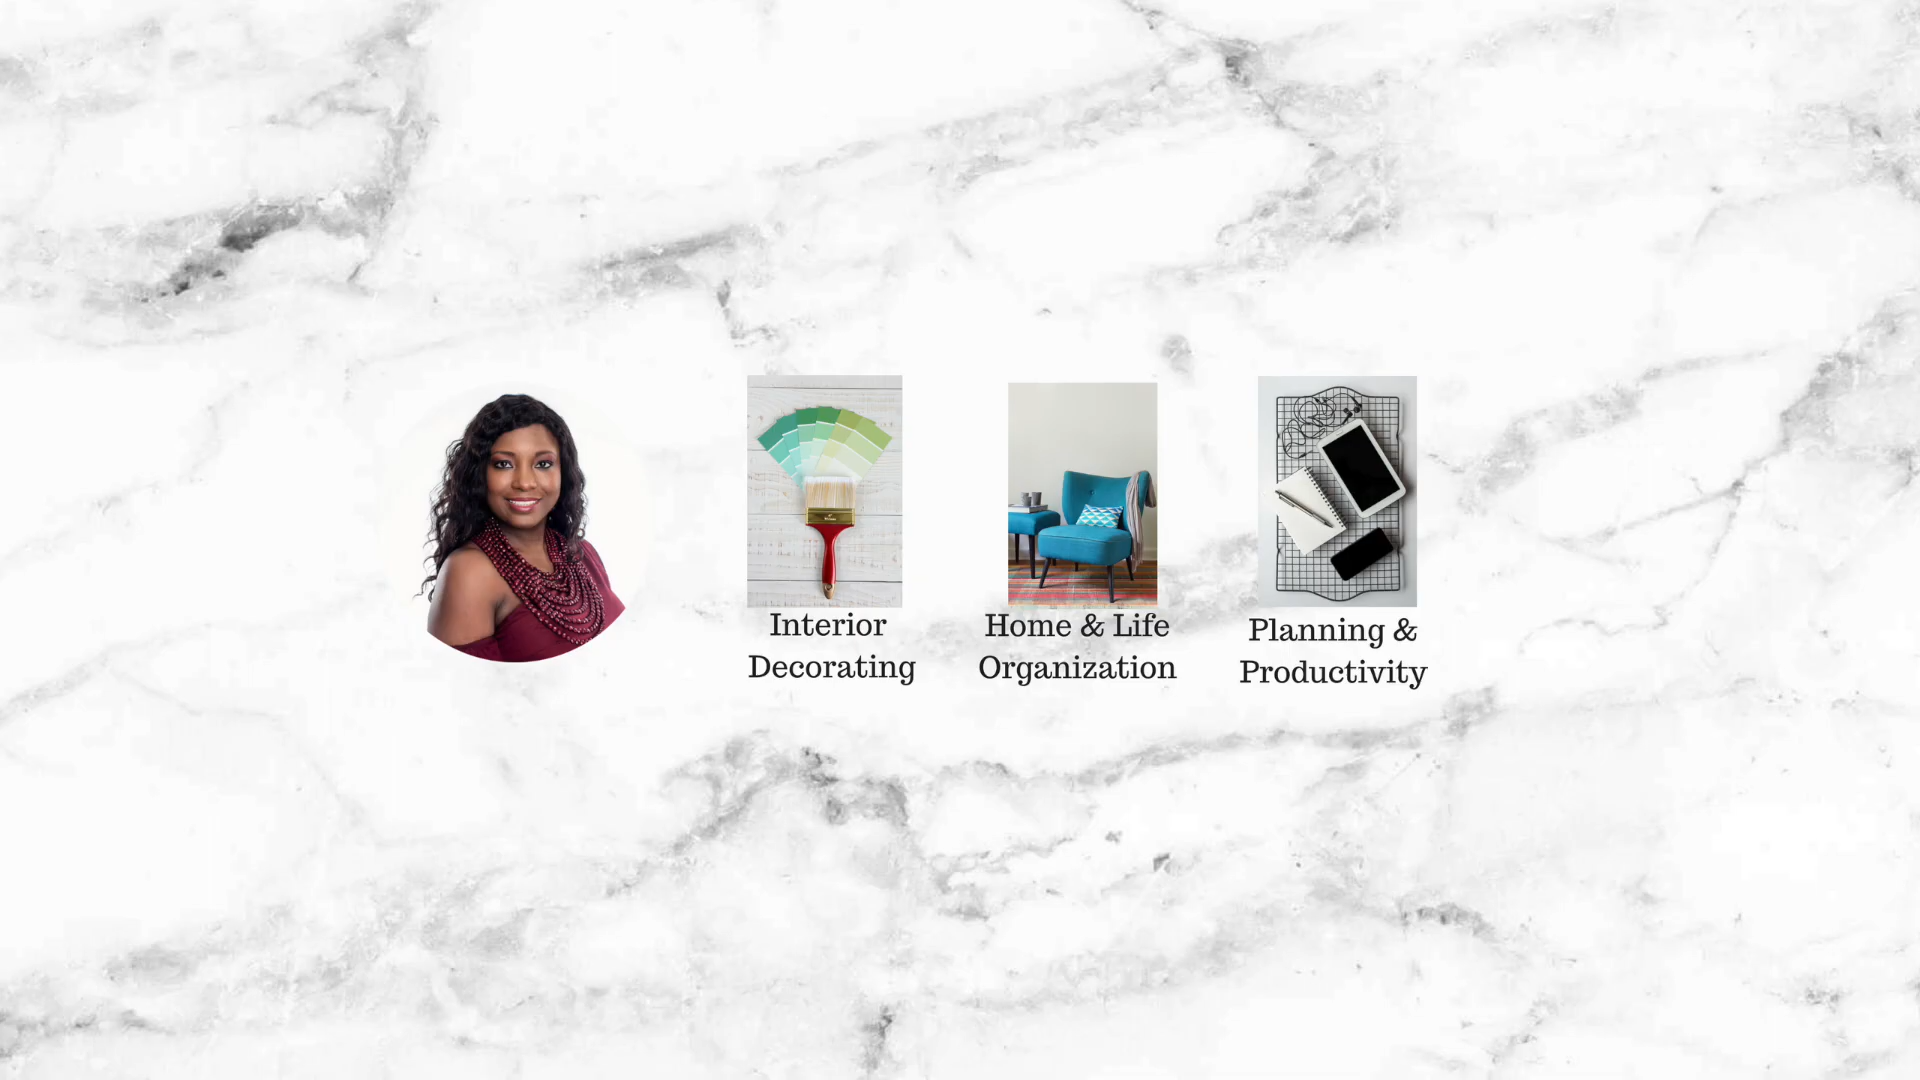 Interior
Decorating
Home & Life
Organization
Planning &
Productivity